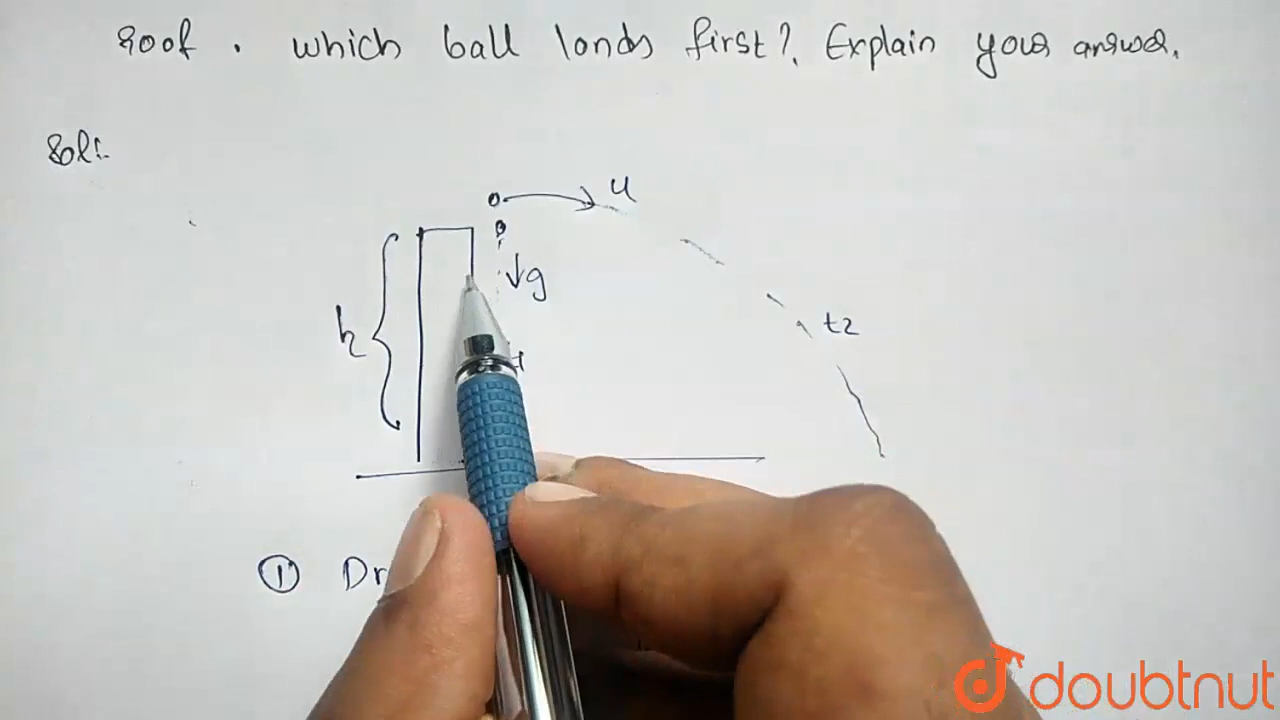 roof. which ball lands first?. Explain your answer.
Sol:
u
g
h
t2
① Dr
doubtnut